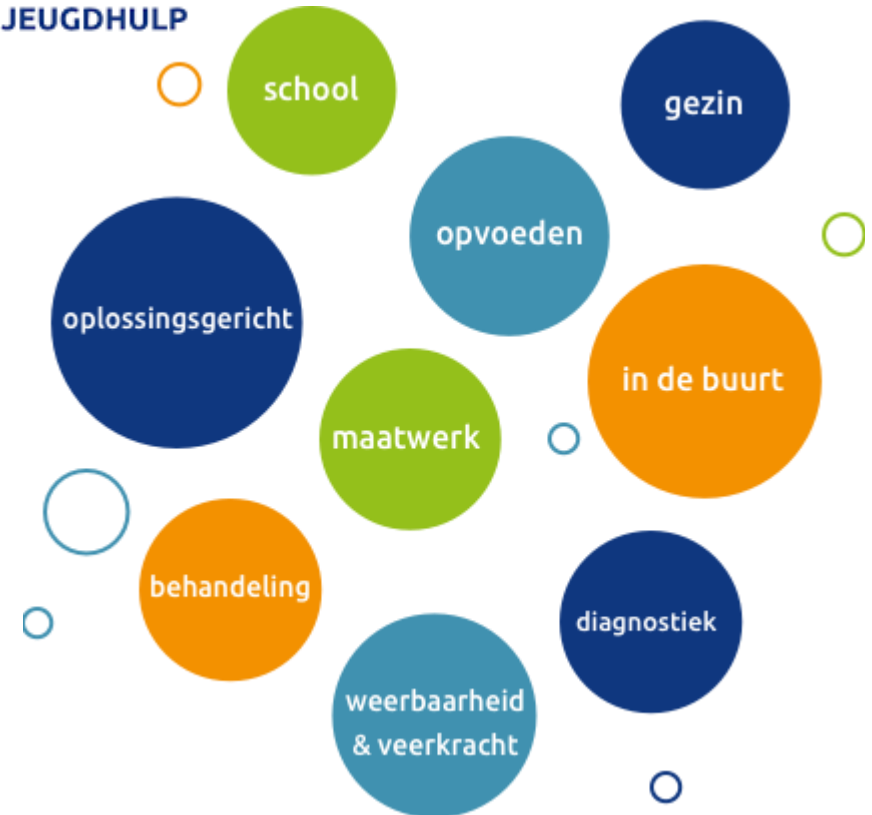 JEUGDHULP
school
gezin
opvoeden
oplossingsgericht
in de buurt
maatwerk
behandeling
diagnostiek
weerbaarheid
& veerkracht